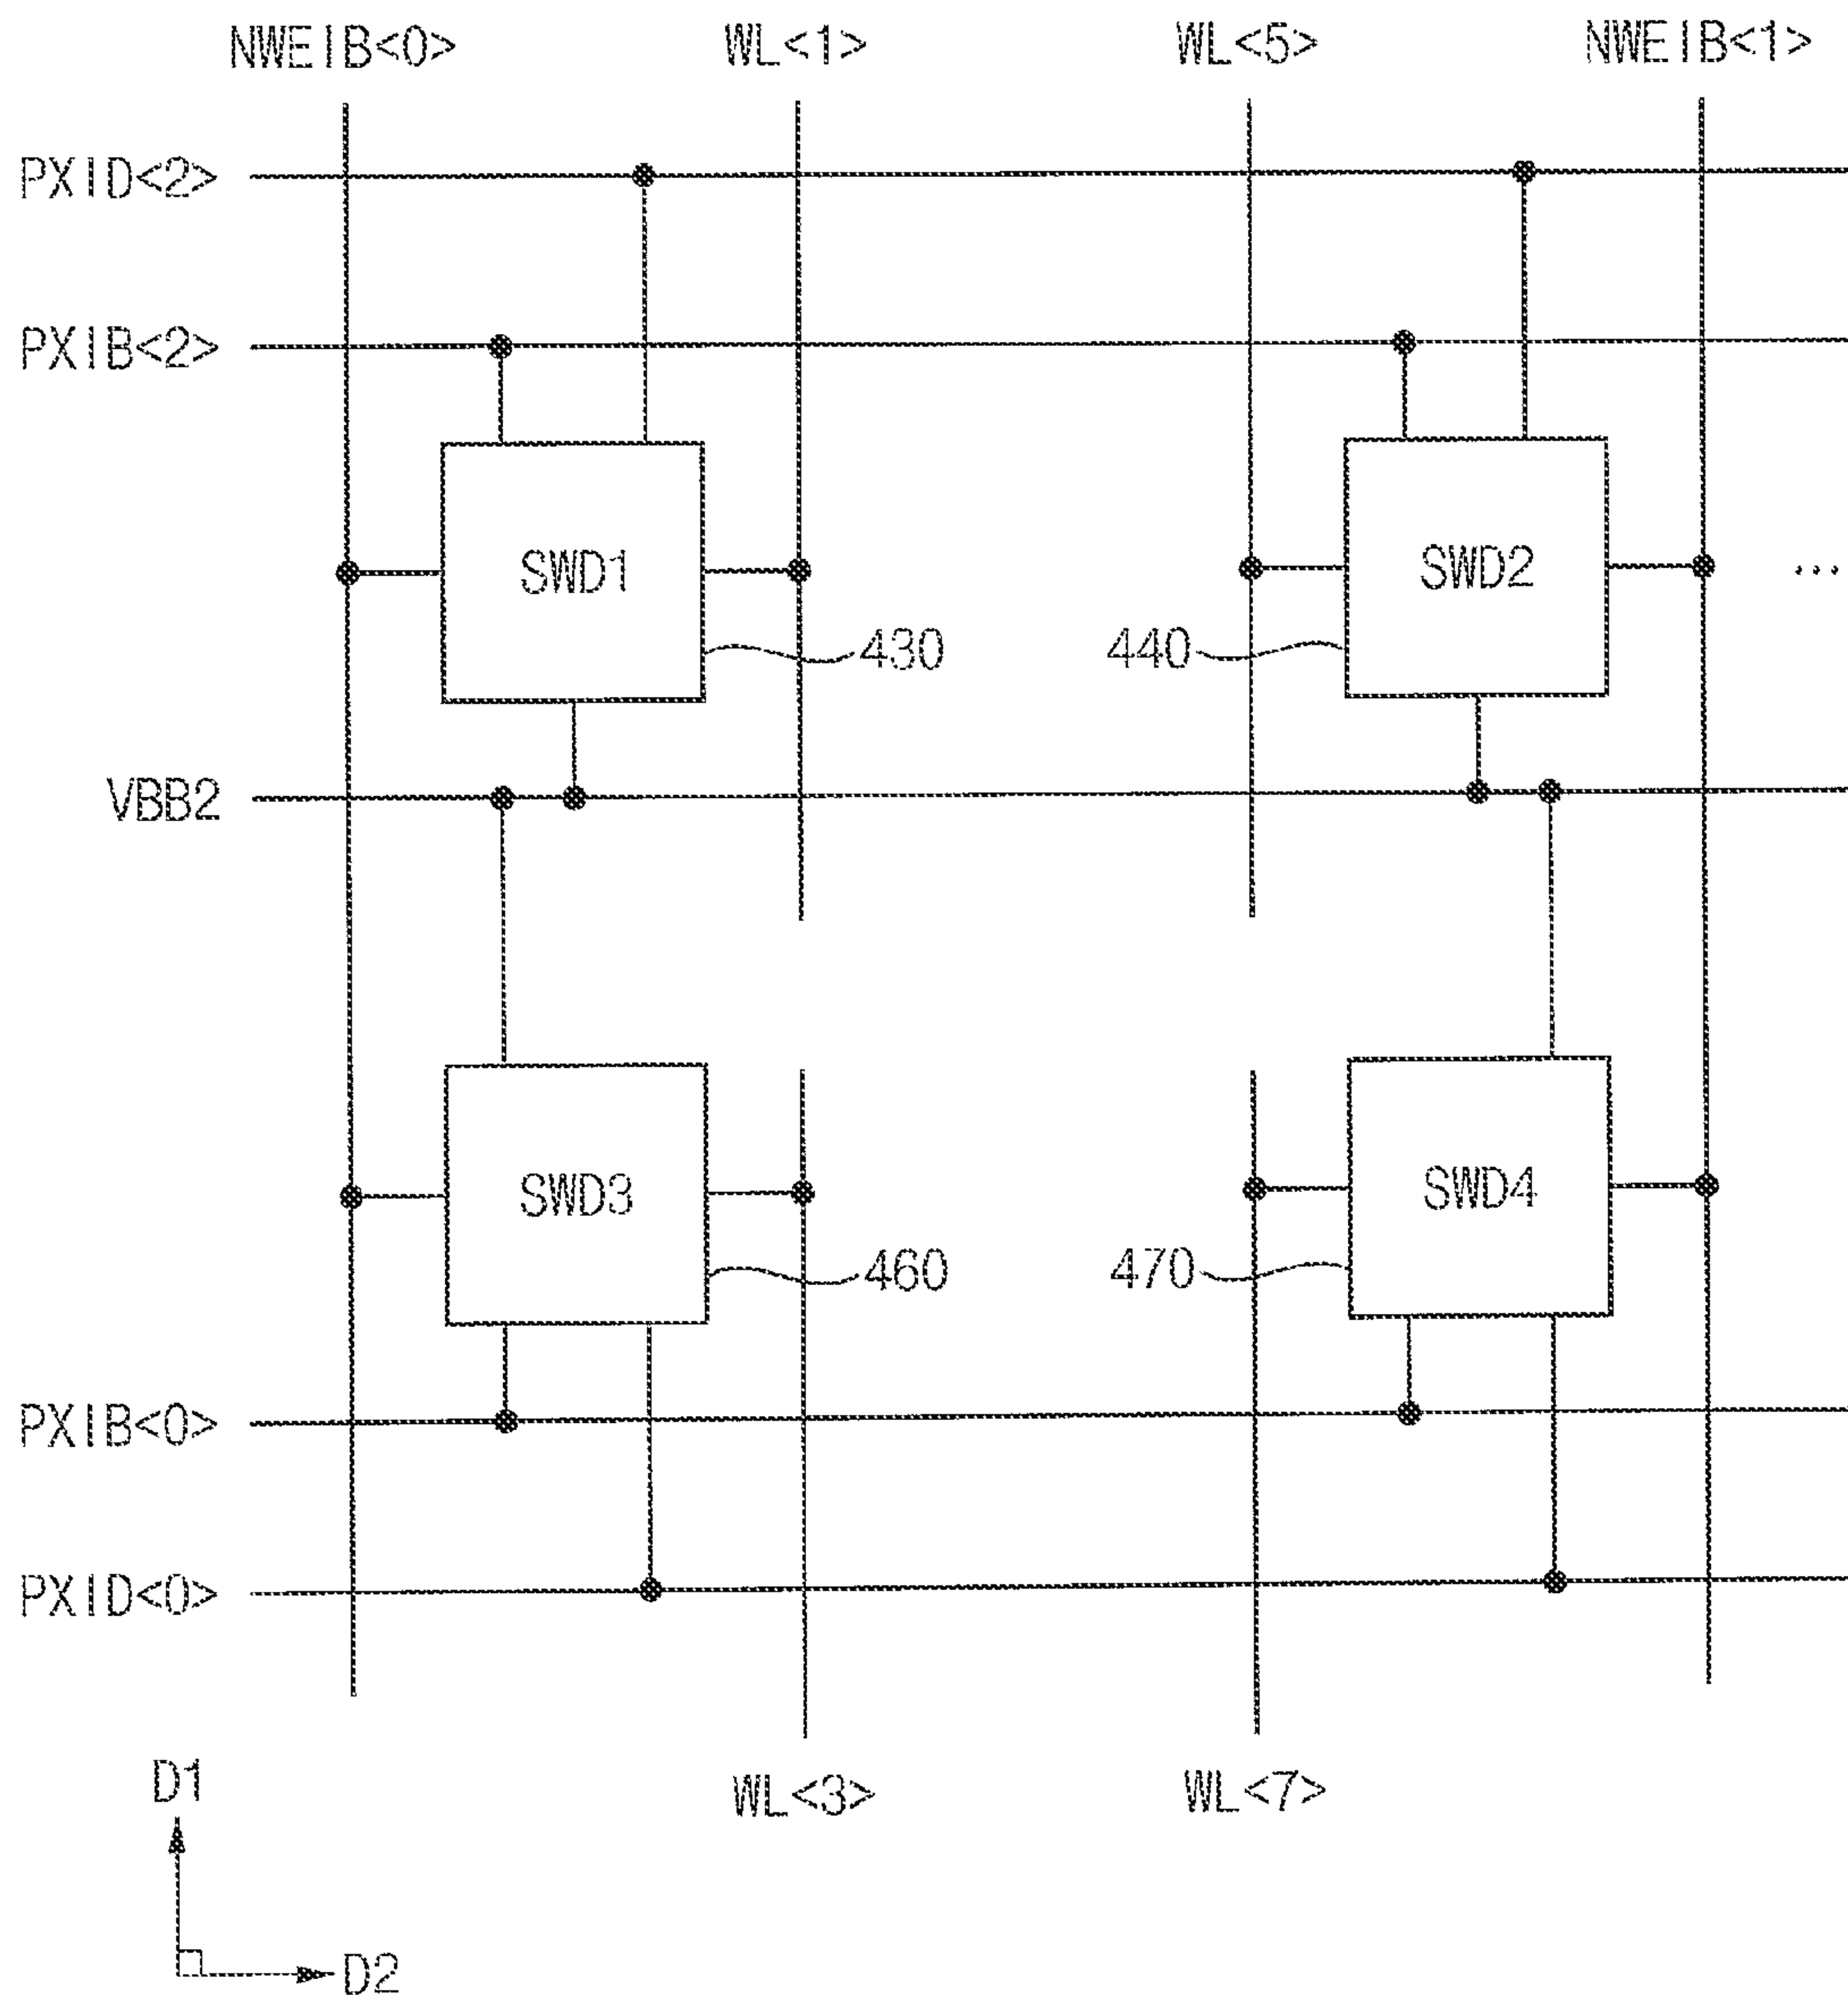 NWEIB<0> WL<1> WL<5> NWEIB<1>
PXID<2>
PXIB<2>
SWD1 SWD2 ...
430 440
VBB2
SWD3 SWD4
460 470
PXIB<0>
PXID<0>
D1 WL<3> WL<7>
D2